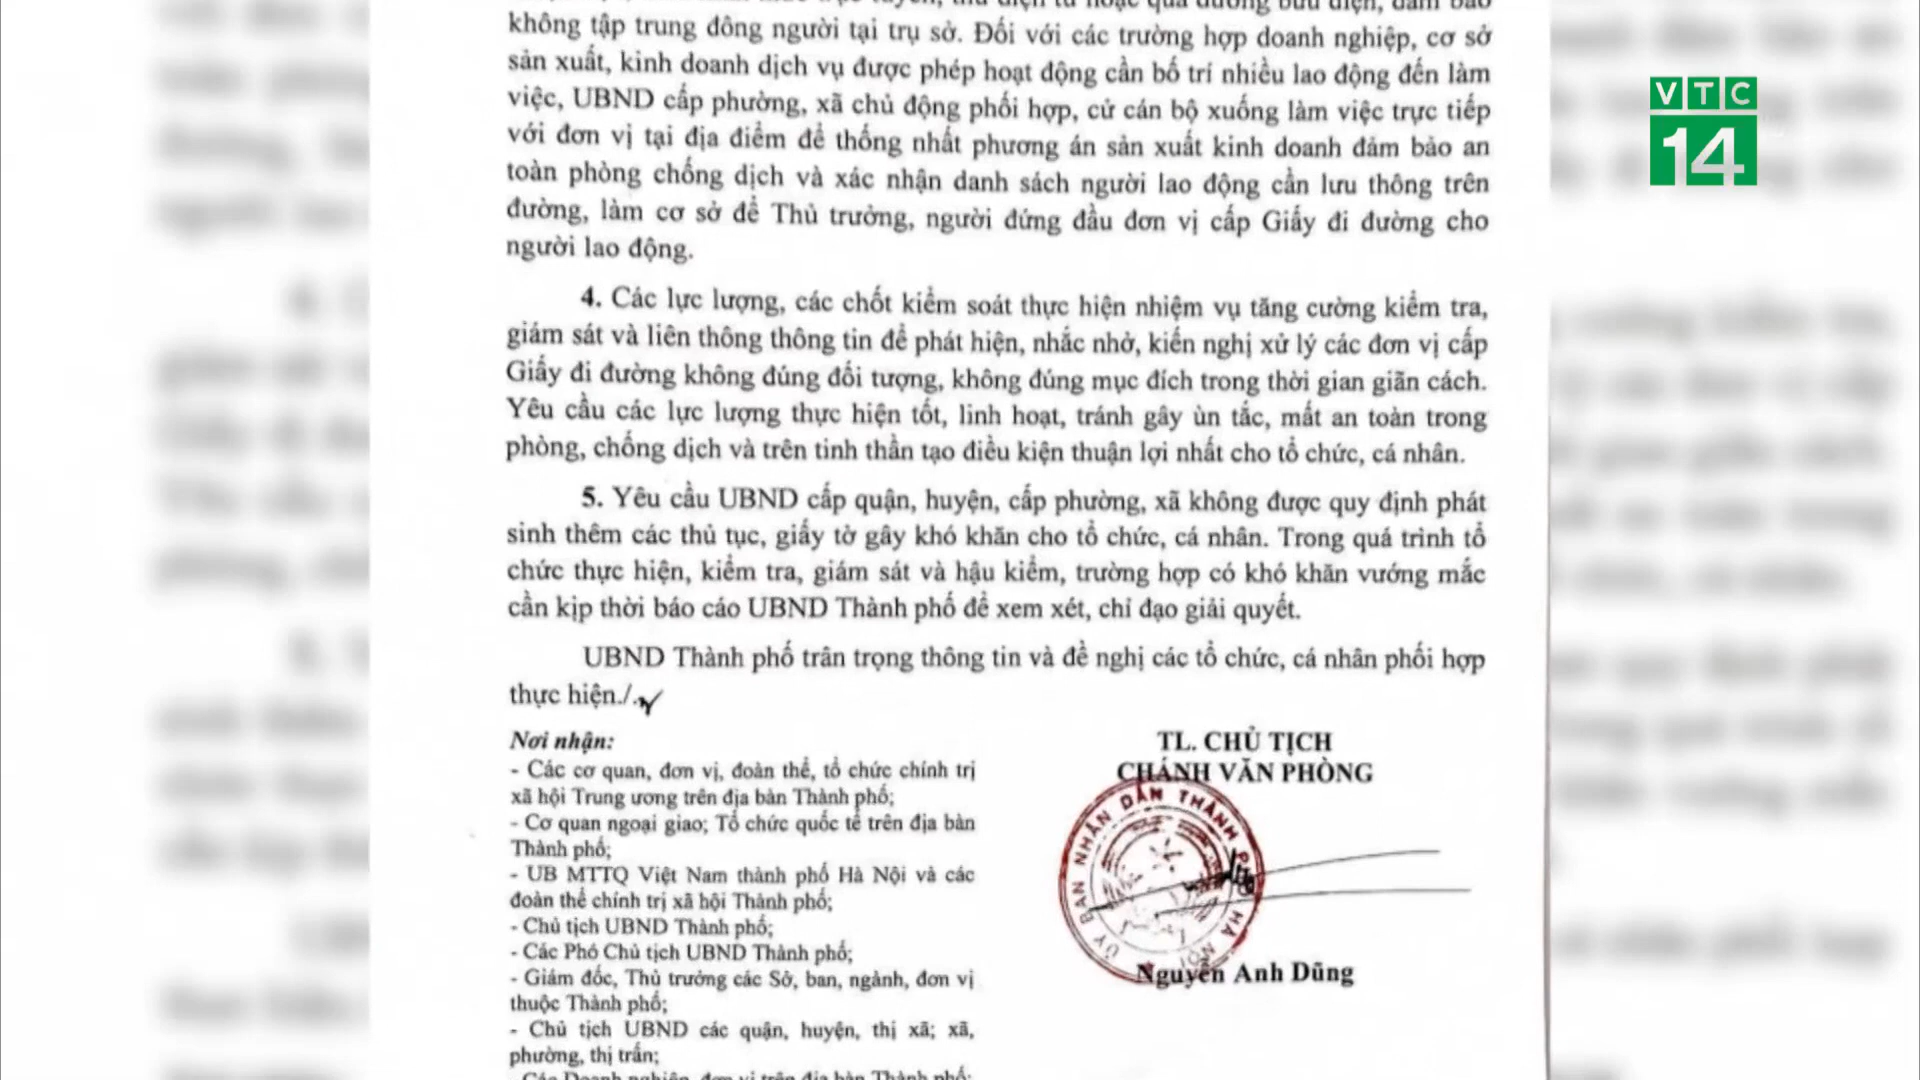 không tập trung đông người tại trụ sở. Đối với các trường hợp doanh nghiệp, cơ sở
sản xuất, kinh doanh dịch vụ được phép hoạt động cần bố trí nhiều lao động đến làm
việc, UBND cấp phường, xã chủ động phối hợp, cử cán bộ xuống làm việc trực tiếp
với đơn vị tại địa điểm để thống nhất phương án sản xuất kinh doanh đảm bảo an
toàn phòng chống dịch và xác nhận danh sách người lao động cần lưu thông trên
đường, làm cơ sở để Thủ trưởng, người đứng đầu đơn vị cấp Giấy đi đường cho
người lao động.
4. Các lực lượng, các chốt kiểm soát thực hiện nhiệm vụ tăng cường kiểm tra,
giám sát và liên thông thông tin để phát hiện, nhắc nhở, kiến nghị xử lý các đơn vị cấp
Giấy đi đường không đúng đối tượng, không đúng mục đích trong thời gian giãn cách.
Yêu cầu các lực lượng thực hiện tốt, linh hoạt, tránh gây ùn tắc, mất an toàn trong
phòng, chống dịch và trên tinh thần tạo điều kiện thuận lợi nhất cho tổ chức, cá nhân.
5. Yêu cầu UBND cấp quận, huyện, cấp phường, xã không được quy định phát
sinh thêm các thủ tục, giấy tờ gây khó khăn cho tổ chức, cá nhân. Trong quá trình tổ
chức thực hiện, kiểm tra, giám sát và hậu kiểm, trường hợp có khó khăn vướng mắc
cần kịp thời báo cáo UBND Thành phố để xem xét, chỉ đạo giải quyết.
UBND Thành phố trân trọng thông tin và đề nghị các tổ chức, cá nhân phối hợp
thực hiện./.
Nơi nhận:
- Các cơ quan, đơn vị, đoàn thể, tổ chức chính trị
xã hội Trung ương trên địa bàn Thành phố;
- Cơ quan ngoại giao; Tổ chức quốc tế trên địa bàn
Thành phố;
- UB MTTQ Việt Nam thành phố Hà Nội và các
đoàn thể chính trị xã hội Thành phố;
- Chủ tịch UBND Thành phố;
- Các Phó Chủ tịch UBND Thành phố;
- Giám đốc, Thủ trưởng các Sở, ban, ngành, đơn vị
thuộc Thành phố;
- Chủ tịch UBND các quận, huyện, thị xã; xã,
phường, thị trấn;
- Các Doanh nghiệp, đơn vị trên địa bàn Thành phố;
TL. CHỦ TỊCH
CHÁNH VĂN PHÒNG
ỦY BAN NHÂN DÂN THÀNH PHỐ HÀ NỘI
Nguyễn Anh Dũng
VTC
14